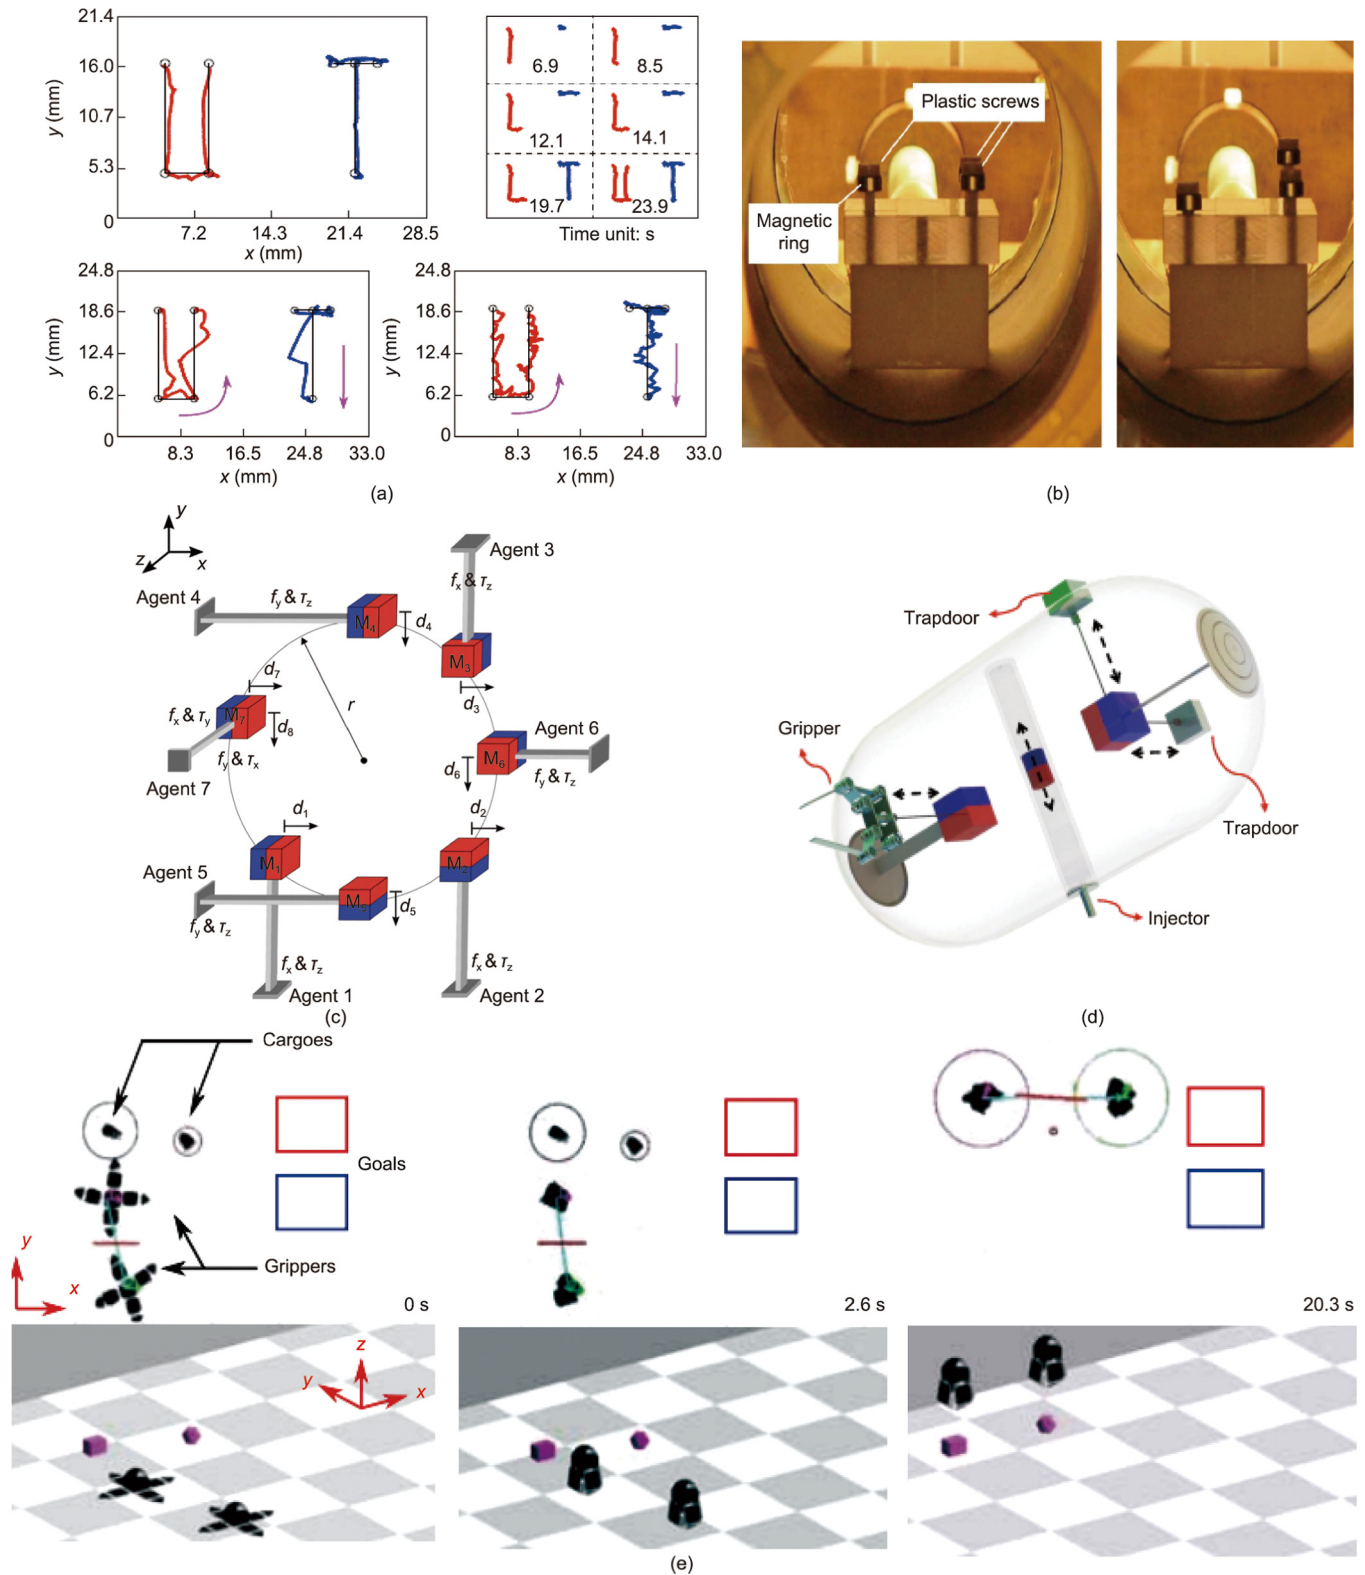 21.4
16.0
10.7
5.3
0
y (mm)
7.2
14.3
21.4
28.5
x (mm)
6.9
8.5
12.1
14.1
19.7
23.9
Time unit: s
24.8
18.6
12.4
6.2
0
y (mm)
8.3
16.5
24.8
33.0
x (mm)
24.8
18.6
12.4
6.2
0
y (mm)
8.3
16.5
24.8
33.0
x (mm)
(a)
Plastic screws
Magnetic
ring
(b)
y
z
x
Agent 3
fx & τz
Agent 4
fy & τz
M4
d4
M3
d3
d7
fx & τy
M7
d8
fy & τx
Agent 7
r
Agent 6
M6
d6
fy & τz
d1
d2
M1
M2
Agent 5
M5
d5
fy & τz
fx & τz
fx & τz
Agent 1
Agent 2
(c)
Trapdoor
Gripper
Trapdoor
Injector
(d)
Cargoes
Goals
Grippers
y
x
0 s
2.6 s
20.3 s
z
y
x
(e)